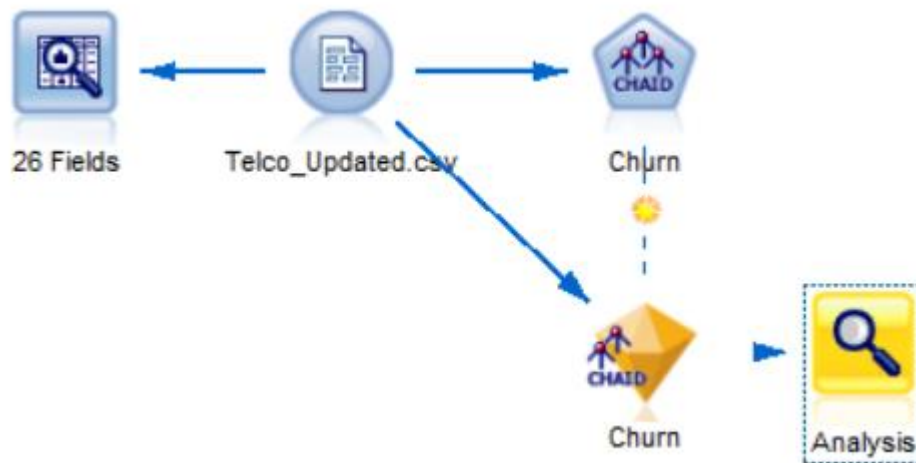 CHAID
26 Fields
Telco_Updated.csv
Churn
CHAID
Churn
Analysis